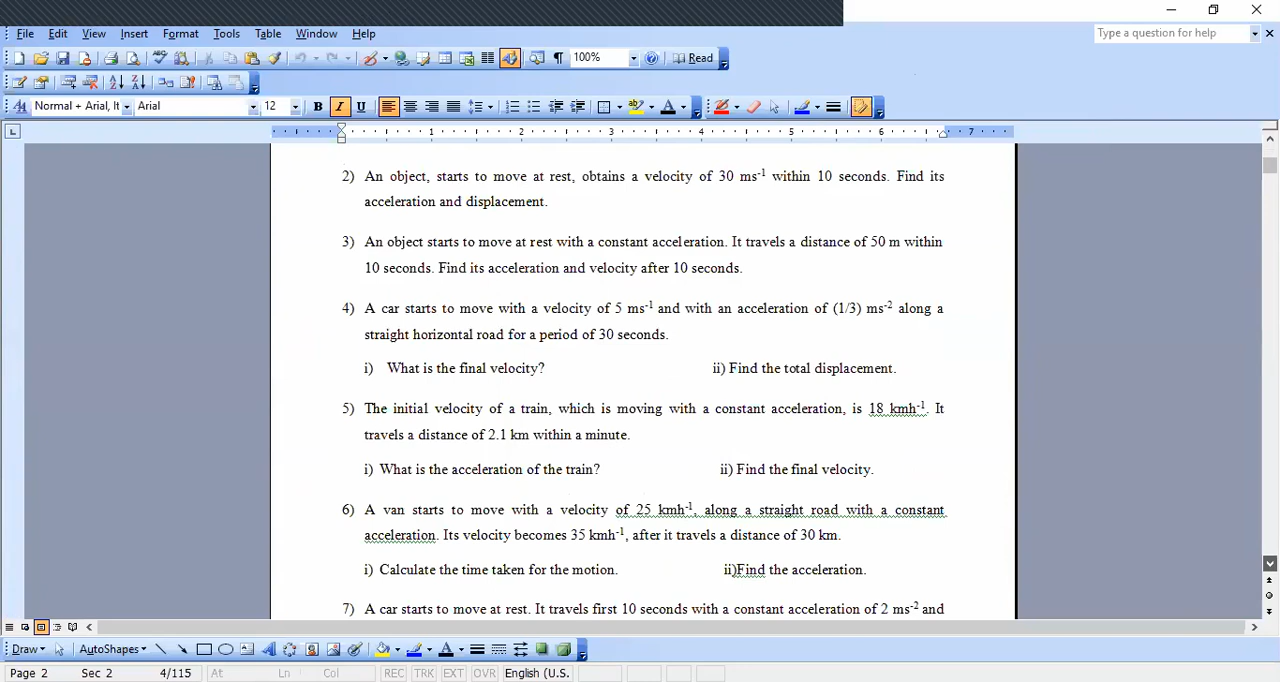 File Edit View Insert Format Tools Table Window Help
Type a question for help
100% Read
Normal + Arial, It Arial 12 B I U
1 2 3 4 5 6 7
2) An object, starts to move at rest, obtains a velocity of 30 ms⁻¹ within 10 seconds. Find its
acceleration and displacement.
3) An object starts to move at rest with a constant acceleration. It travels a distance of 50 m within
10 seconds. Find its acceleration and velocity after 10 seconds.
4) A car starts to move with a velocity of 5 ms⁻¹ and with an acceleration of (1/3) ms⁻² along a
straight horizontal road for a period of 30 seconds.
i) What is the final velocity? ii) Find the total displacement.
5) The initial velocity of a train, which is moving with a constant acceleration, is 18 kmh⁻¹. It
travels a distance of 2.1 km within a minute.
i) What is the acceleration of the train? ii) Find the final velocity.
6) A van starts to move with a velocity of 25 kmh⁻¹, along a straight road with a constant
acceleration. Its velocity becomes 35 kmh⁻¹, after it travels a distance of 30 km.
i) Calculate the time taken for the motion. ii)Find the acceleration.
7) A car starts to move at rest. It travels first 10 seconds with a constant acceleration of 2 ms⁻² and
Draw AutoShapes
Page 2 Sec 2 4/115 At Ln Col REC TRK EXT OVR English (U.S.